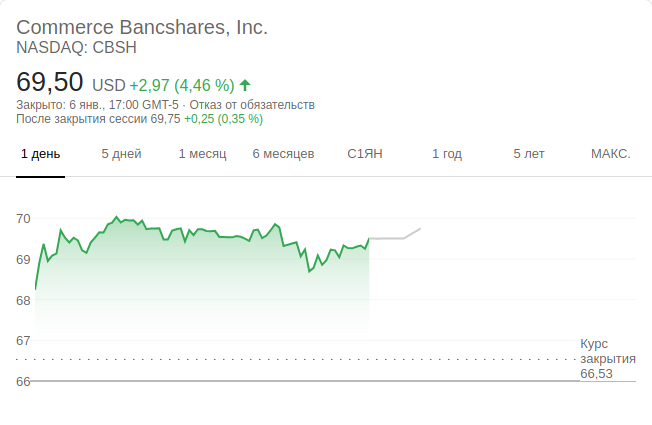 Commerce Bancshares, Inc.
NASDAQ: CBSH
69,50 USD +2,97 (4,46 %)
Закрыто: 6 янв., 17:00 GMT-5 · Отказ от обязательств
После закрытия сессии 69,75 +0,25 (0,35 %)
1 день 5 дней 1 месяц 6 месяцев С1ЯН 1 год 5 лет МАКС.
70
69
68
67
Курс
закрытия
66,53
66